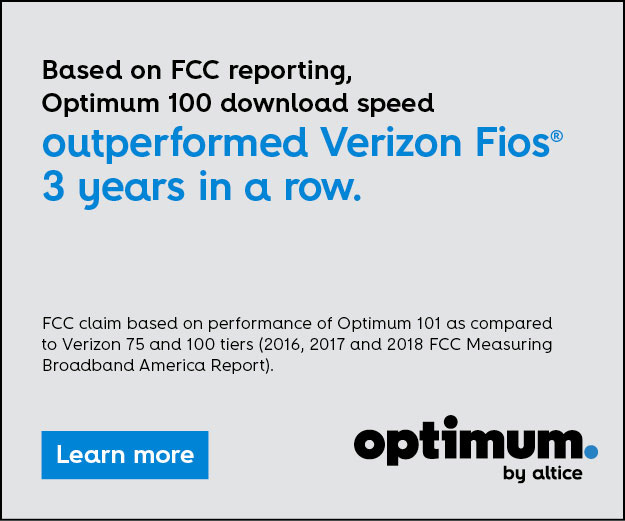 Based on FCC reporting,
Optimum 100 download speed
outperformed Verizon Fios®
3 years in a row.
FCC claim based on performance of Optimum 101 as compared
to Verizon 75 and 100 tiers (2016, 2017 and 2018 FCC Measuring
Broadband America Report).
Learn more
optimum.
by altice